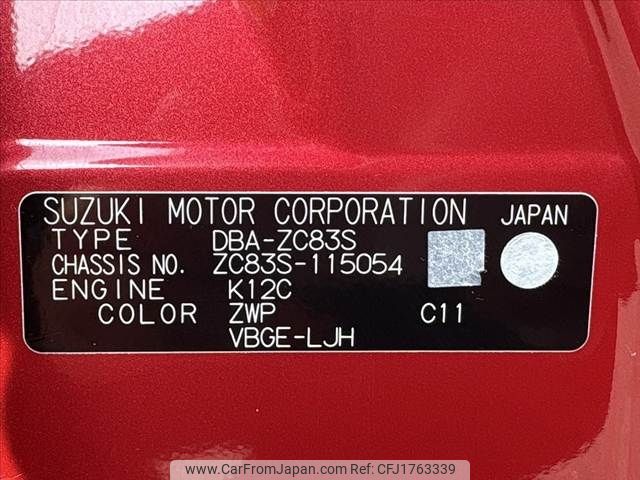 SUZUKI MOTOR CORPORATION JAPAN
TYPE DBA-ZC83S
CHASSIS NO. ZC83S-115054
ENGINE K12C
COLOR ZWP C11
VBGE-LJH
www.CarFromJapan.com - CFJ1763339